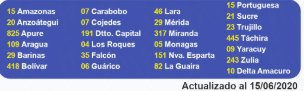 15 Amazonas
20 Anzoátegui
825 Apure
109 Aragua
29 Barinas
418 Bolívar
07 Carabobo
07 Cojedes
191 Dtto. Capital
04 Los Roques
35 Falcón
06 Guárico
46 Lara
29 Mérida
317 Miranda
05 Monagas
151 Nva. Esparta
82 La Guaira
15 Portuguesa
21 Sucre
23 Trujillo
445 Táchira
09 Yaracuy
243 Zulia
10 Delta Amacuro
Actualizado al 15/06/2020